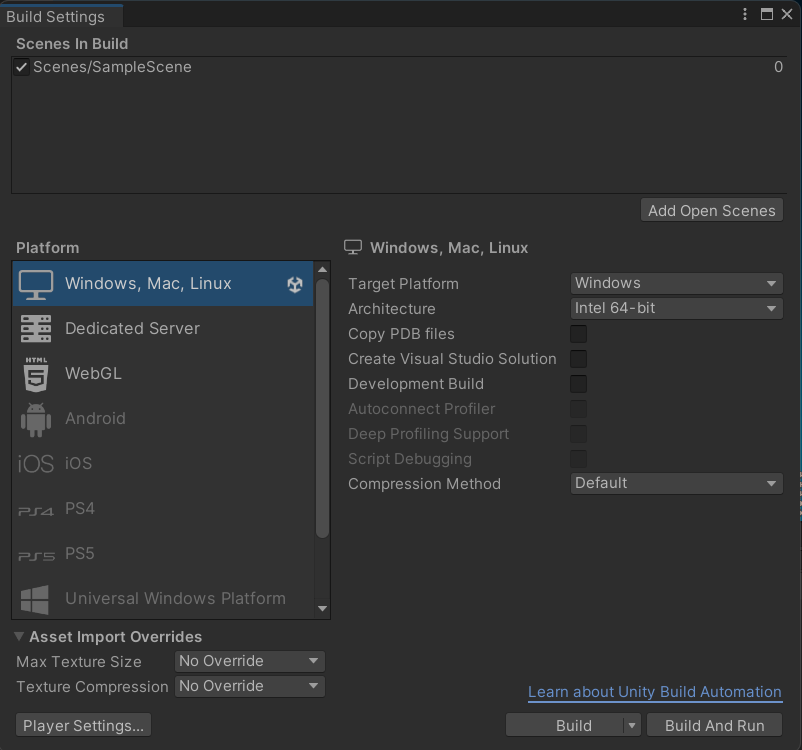 Build Settings
Scenes In Build
Scenes/SampleScene 0
Add Open Scenes
Platform
Windows, Mac, Linux
Dedicated Server
HTML 5 WebGL
Android
iOS iOS
PS4 PS4
PS5 PS5
Universal Windows Platform
Windows, Mac, Linux
Target Platform Windows
Architecture Intel 64-bit
Copy PDB files
Create Visual Studio Solution
Development Build
Autoconnect Profiler
Deep Profiling Support
Script Debugging
Compression Method Default
Asset Import Overrides
Max Texture Size No Override
Texture Compression No Override
Learn about Unity Build Automation
Player Settings... Build Build And Run